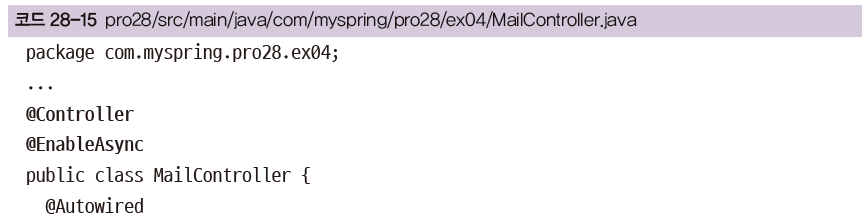 코드 28-15 pro28/src/main/java/com/myspring/pro28/ex04/MailController.java
package com.myspring.pro28.ex04;
...
@Controller
@EnableAsync
public class MailController {
@Autowired